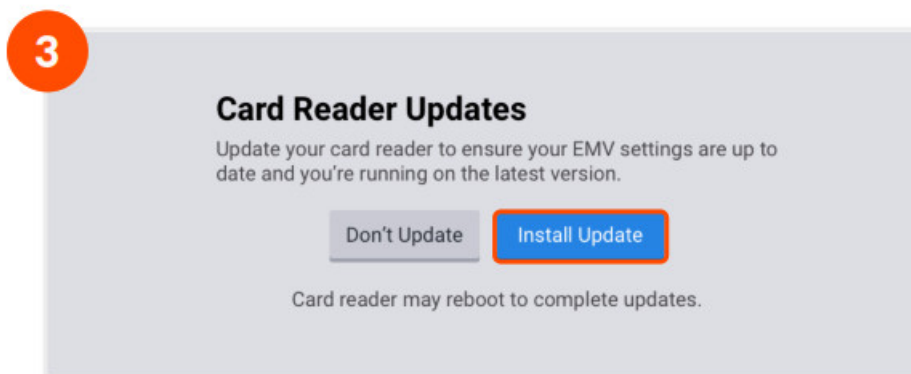 3
Card Reader Updates
Update your card reader to ensure your EMV settings are up to
date and you're running on the latest version.
Don't Update
Install Update
Card reader may reboot to complete updates.